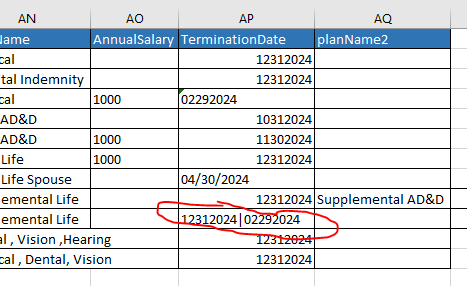 AN AO AP AQ
Name AnnualSalary TerminationDate planName2
cal 12312024
tal Indemnity 12312024
cal 1000 02292024
AD&D 10312024
AD&D 1000 11302024
Life 1000 12312024
Life Spouse 04/30/2024
emental Life 12312024 Supplemental AD&D
emental Life 12312024|02292024
al , Vision ,Hearing 12312024
cal , Dental, Vision 12312024